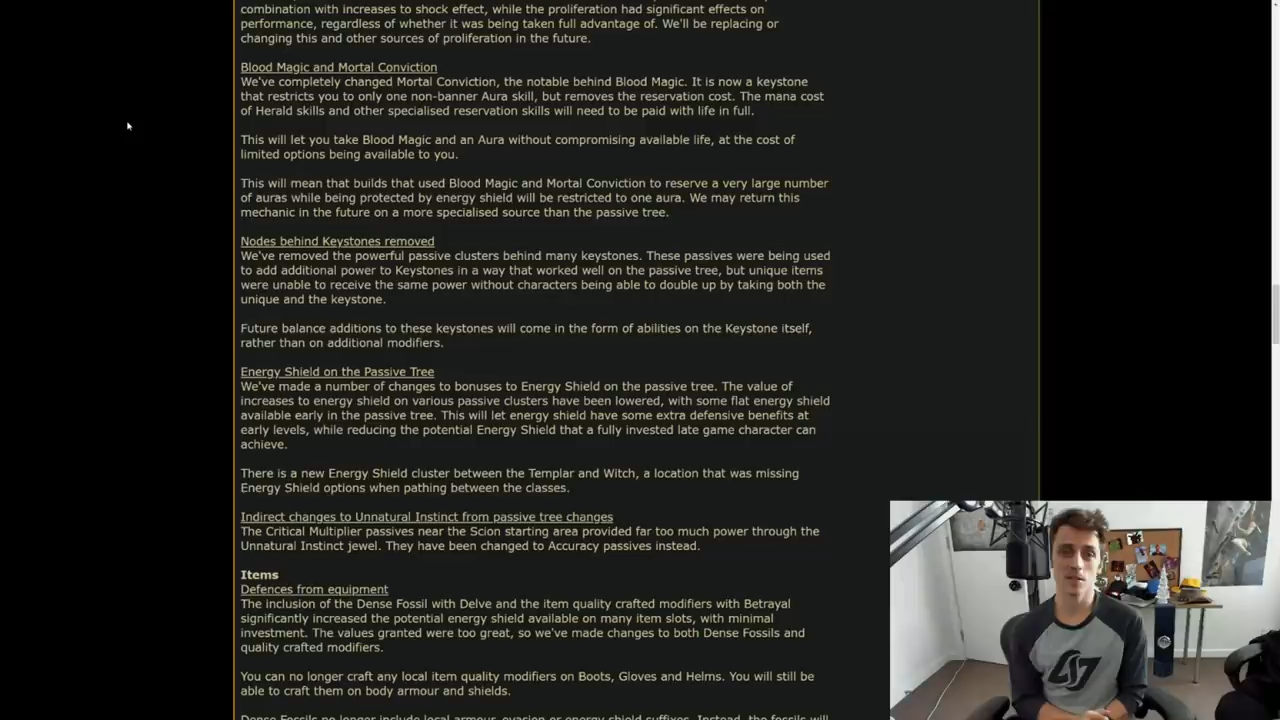 combination with increases to shock effect, while the proliferation had significant effects on
performance, regardless of whether it was being taken full advantage of. We'll be replacing or
changing this and other sources of proliferation in the future.
Blood Magic and Mortal Conviction
We've completely changed Mortal Conviction, the notable behind Blood Magic. It is now a keystone
that restricts you to only one non-banner Aura skill, but removes the reservation cost. The mana cost
of Herald skills and other specialised reservation skills will need to be paid with life in full.
This will let you take Blood Magic and an Aura without compromising available life, at the cost of
limited options being available to you.
This will mean that builds that used Blood Magic and Mortal Conviction to reserve a very large number
of auras while being protected by energy shield will be restricted to one aura. We may return this
mechanic in the future on a more specialised source than the passive tree.
Nodes behind Keystones removed
We've removed the powerful passive clusters behind many keystones. These passives were being used
to add additional power to Keystones in a way that worked well on the passive tree, but unique items
were unable to receive the same power without characters being able to double up by taking both the
unique and the keystone.
Future balance additions to these keystones will come in the form of abilities on the Keystone itself,
rather than on additional modifiers.
Energy Shield on the Passive Tree
We've made a number of changes to bonuses to Energy Shield on the passive tree. The value of
increases to energy shield on various passive clusters have been lowered, with some flat energy shield
available early in the passive tree. This will let energy shield have some extra defensive benefits at
early levels, while reducing the potential Energy Shield that a fully invested late game character can
achieve.
There is a new Energy Shield cluster between the Templar and Witch, a location that was missing
Energy Shield options when pathing between the classes.
Indirect changes to Unnatural Instinct from passive tree changes
The Critical Multiplier passives near the Scion starting area provided far too much power through the
Unnatural Instinct jewel. They have been changed to Accuracy passives instead.
Items
Defences from equipment
The inclusion of the Dense Fossil with Delve and the item quality crafted modifiers with Betrayal
significantly increased the potential energy shield available on many item slots, with minimal
investment. The values granted were too great, so we've made changes to both Dense Fossils and
quality crafted modifiers.
You can no longer craft any local item quality modifiers on Boots, Gloves and Helms. You will still be
able to craft them on body armour and shields.
Dense Fossils no longer include local armour, evasion or energy shield suffixes. Instead, the fossils will